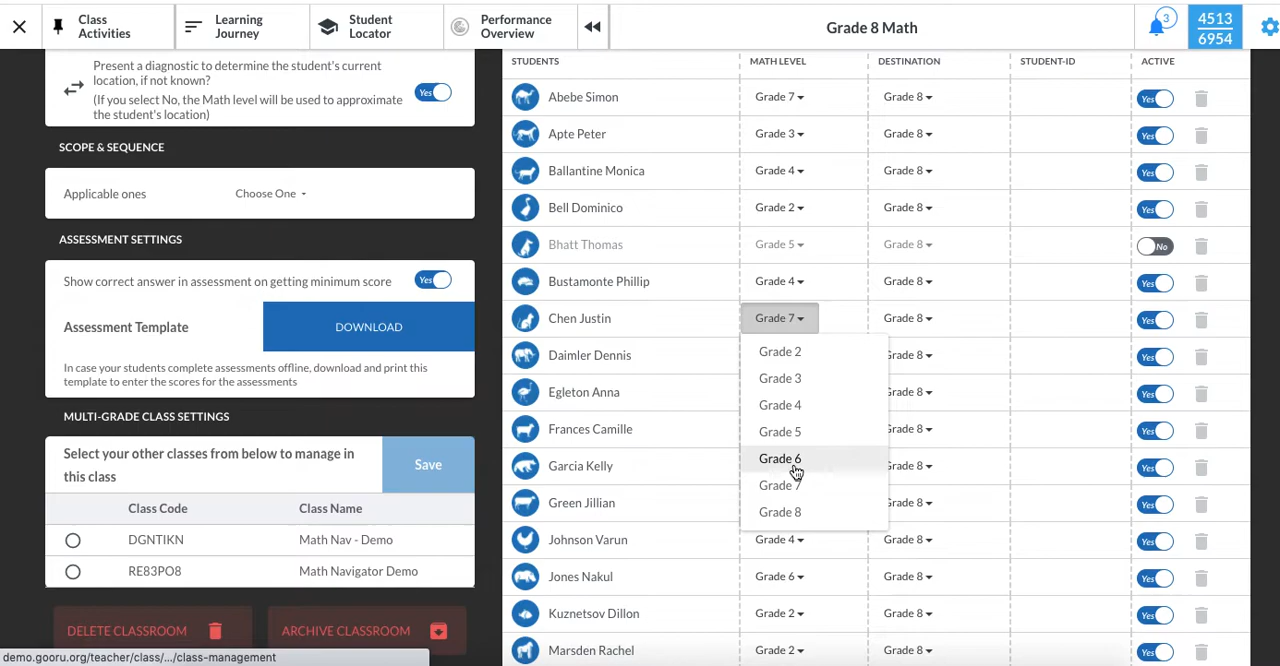 Class Activities
Learning Journey
Student Locator
Performance Overview
Grade 8 Math
3
4513
6954
Present a diagnostic to determine the student's current
location, if not known?
(If you select No, the Math level will be used to approximate
the student's location)
Yes
SCOPE & SEQUENCE
Applicable ones Choose One
ASSESSMENT SETTINGS
Show correct answer in assessment on getting minimum score Yes
Assessment Template DOWNLOAD
In case your students complete assessments offline, download and print this
template to enter the scores for the assessments
MULTI-GRADE CLASS SETTINGS
Select your other classes from below to manage in
this class
Save
Class Code Class Name
DGNTIKN Math Nav - Demo
RE83PO8 Math Navigator Demo
DELETE CLASSROOM ARCHIVE CLASSROOM
demo.gooru.org/teacher/class/.../class-management
STUDENTS MATH LEVEL DESTINATION STUDENT-ID ACTIVE
Abebe Simon Grade 7 Grade 8 Yes
Apte Peter Grade 3 Grade 8 Yes
Ballantine Monica Grade 4 Grade 8 Yes
Bell Dominico Grade 2 Grade 8 Yes
Bhatt Thomas Grade 5 Grade 8 No
Bustamonte Phillip Grade 4 Grade 8 Yes
Chen Justin Grade 7 Grade 8 Yes
Daimler Dennis Grade 8 Yes
Egleton Anna Grade 8 Yes
Frances Camille Grade 8 Yes
Garcia Kelly Grade 8 Yes
Green Jillian Grade 8 Yes
Johnson Varun Grade 4 Grade 8 Yes
Jones Nakul Grade 6 Grade 8 Yes
Kuznetsov Dillon Grade 2 Grade 8 Yes
Marsden Rachel Grade 2 Grade 8 Yes
Grade 2
Grade 3
Grade 4
Grade 5
Grade 6
Grade 7
Grade 8